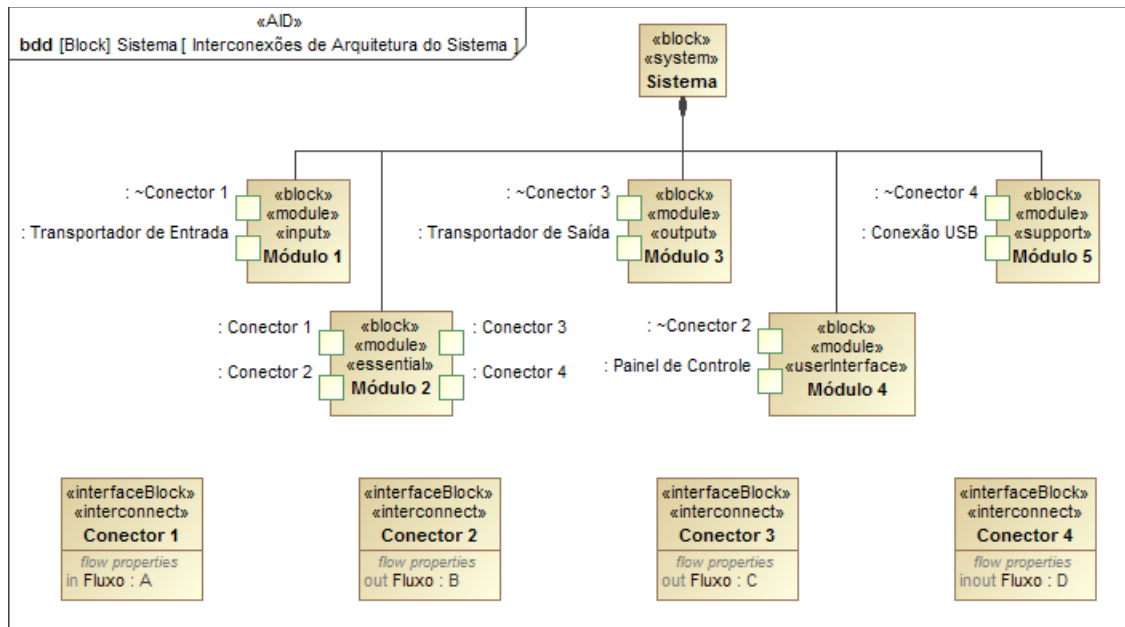 «AID»
bdd [Block] Sistema [ Interconexões de Arquitetura do Sistema ]
«block»
«system»
Sistema
: ~Conector 1
: Transportador de Entrada
«block»
«module»
«input»
Módulo 1
: ~Conector 3
: Transportador de Saída
«block»
«module»
«output»
Módulo 3
: ~Conector 4
: Conexão USB
«block»
«module»
«support»
Módulo 5
: Conector 1
: Conector 2
«block»
«module»
«essential»
Módulo 2
: Conector 3
: Conector 4
: ~Conector 2
: Painel de Controle
«block»
«module»
«userInterface»
Módulo 4
«interfaceBlock»
«interconnect»
Conector 1
flow properties
in Fluxo : A
«interfaceBlock»
«interconnect»
Conector 2
flow properties
out Fluxo : B
«interfaceBlock»
«interconnect»
Conector 3
flow properties
out Fluxo : C
«interfaceBlock»
«interconnect»
Conector 4
flow properties
inout Fluxo : D